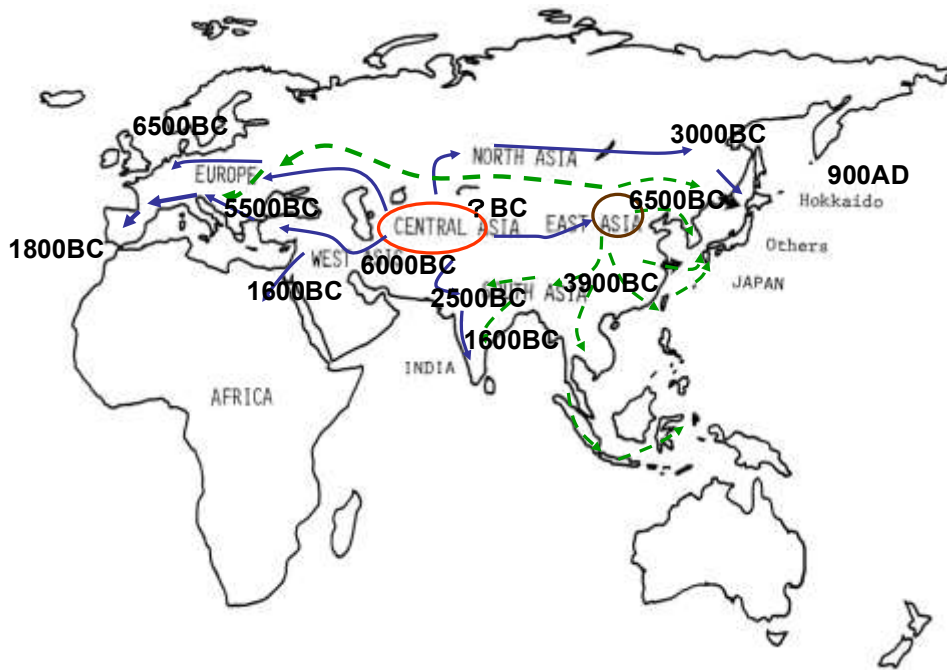 6500BC
3000BC
NORTH ASIA
EUROPE
900AD
6500BC
Hokkaido
5500BC
? BC
CENTRAL ASIA
EAST ASIA
1800BC
WEST ASIA
6000BC
Others
1600BC
2500BC
SOUTH ASIA
3900BC
JAPAN
1600BC
INDIA
AFRICA